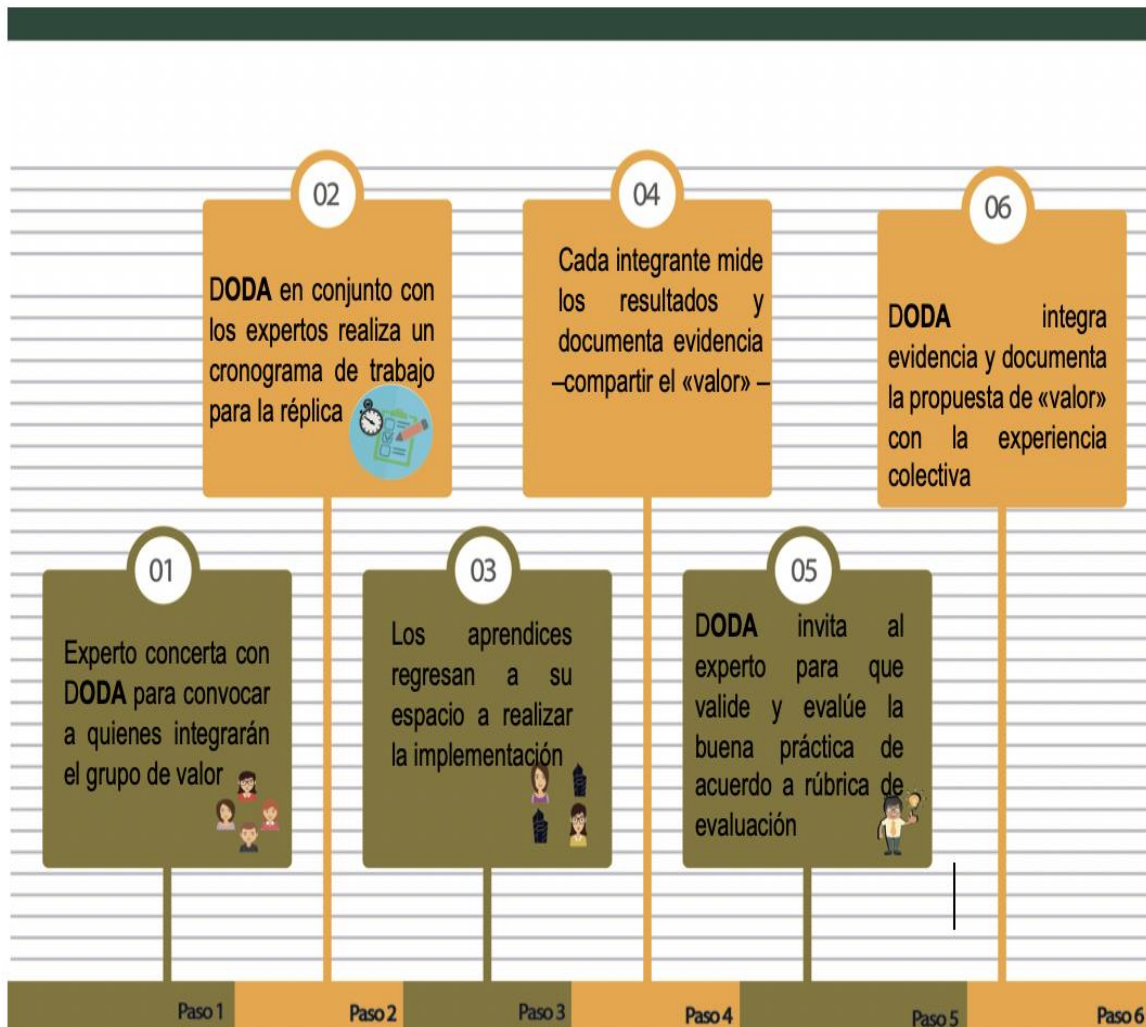 01
Experto concerta con
DODA para convocar
a quienes integrarán
el grupo de valor
02
DODA en conjunto con
los expertos realiza un
cronograma de trabajo
para la réplica
03
Los aprendices
regresan a su
espacio a realizar
la implementación
04
Cada integrante mide
los resultados y
documenta evidencia
–compartir el «valor» –
05
DODA invita al
experto para que
valide y evalúe la
buena práctica de
acuerdo a rúbrica de
evaluación
06
DODA integra
evidencia y documenta
la propuesta de «valor»
con la experiencia
colectiva
Paso 1
Paso 2
Paso 3
Paso 4
Paso 5
Paso 6